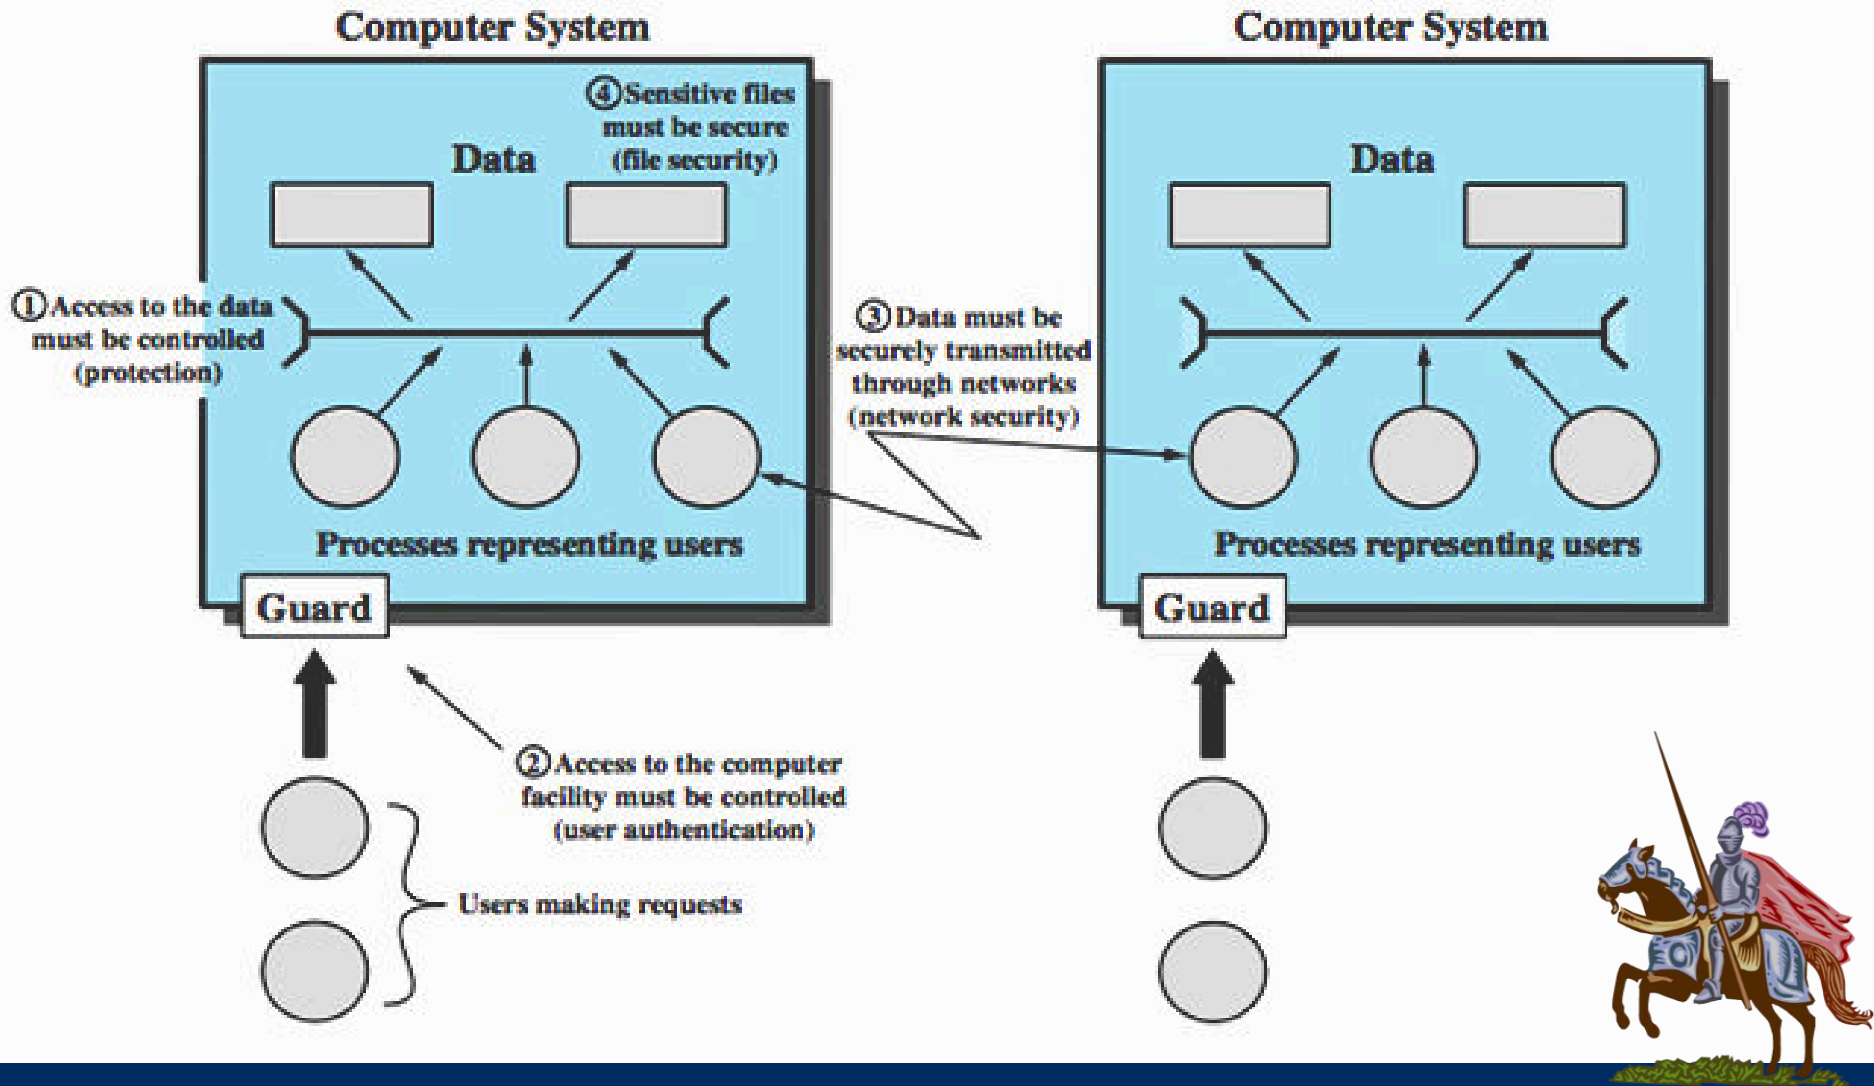 Computer System
④Sensitive files
must be secure
(file security)
Data
①Access to the data
must be controlled
(protection)
Processes representing users
Guard
②Access to the computer
facility must be controlled
(user authentication)
Users making requests
③Data must be
securely transmitted
through networks
(network security)
Computer System
Data
Processes representing users
Guard